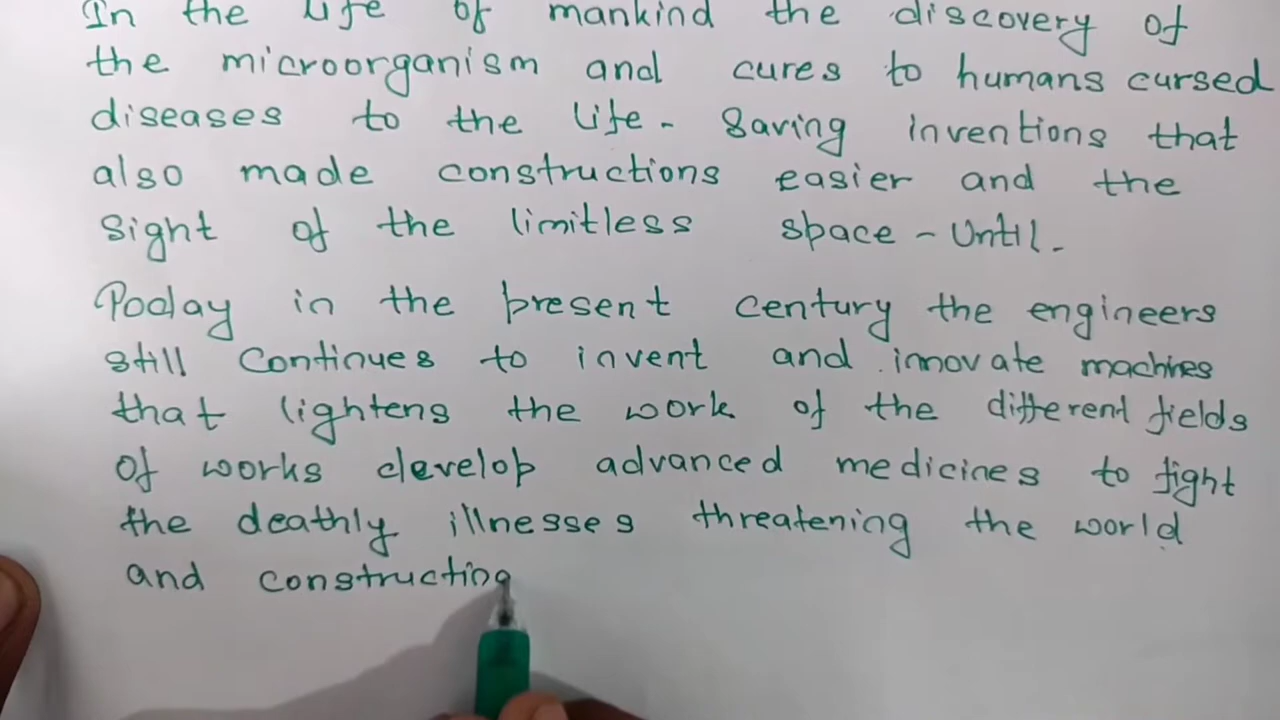 In the life of mankind the discovery of
the microorganism and cures to humans cursed
diseases to the life - Saving inventions that
also made constructions easier and the
Sight of the limitless space - Until -
Poday in the present century the engineers
still continues to invent and innovate machines
that lightens the work of the different fields
of works develop advanced medicines to fight
the deathly illnesses threatening the world
and constructing